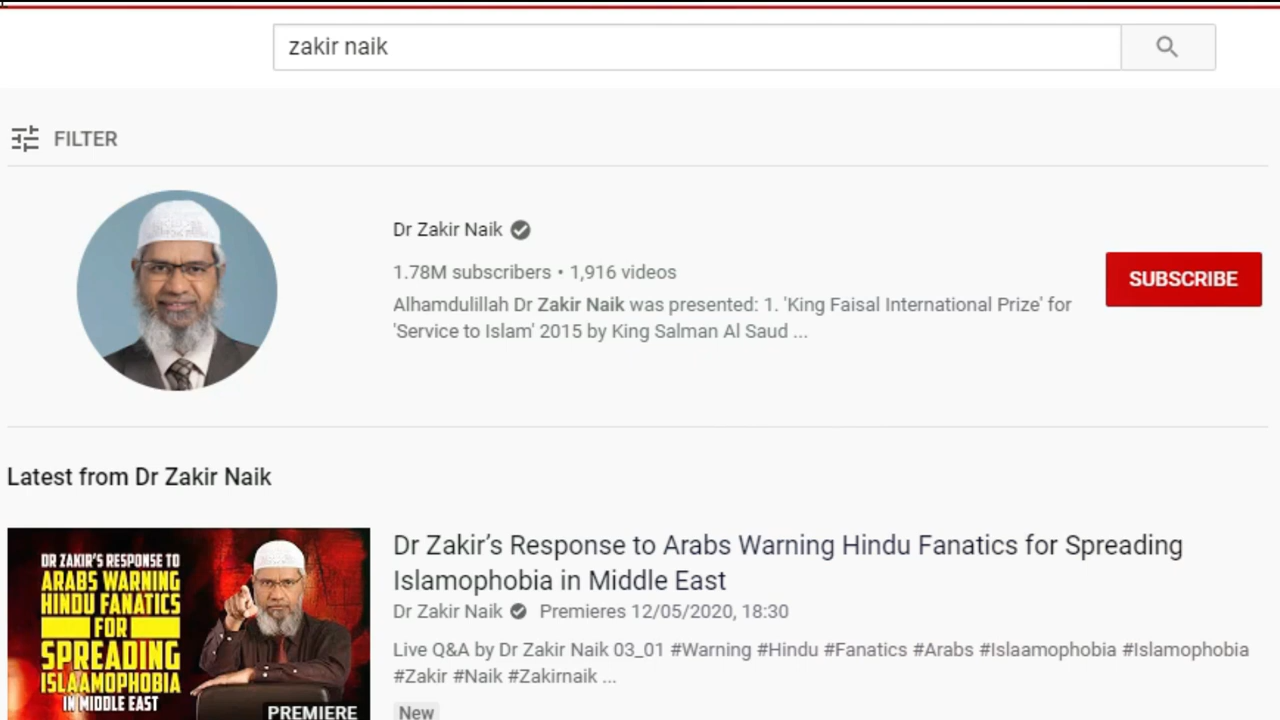 zakir naik
FILTER
Dr Zakir Naik
1.78M subscribers • 1,916 videos
Alhamdulillah Dr Zakir Naik was presented: 1. 'King Faisal International Prize' for
'Service to Islam' 2015 by King Salman Al Saud ...
SUBSCRIBE
Latest from Dr Zakir Naik
DR ZAKIR'S RESPONSE TO
ARABS WARNING
HINDU FANATICS
FOR
SPREADING
ISLAAMOPHOBIA
IN MIDDLE EAST
PREMIERE
Dr Zakir’s Response to Arabs Warning Hindu Fanatics for Spreading
Islamophobia in Middle East
Dr Zakir Naik Premieres 12/05/2020, 18:30
Live Q&A by Dr Zakir Naik 03_01 #Warning #Hindu #Fanatics #Arabs #Islaamophobia #Islamophobia
#Zakir #Naik #Zakirnaik ...
New